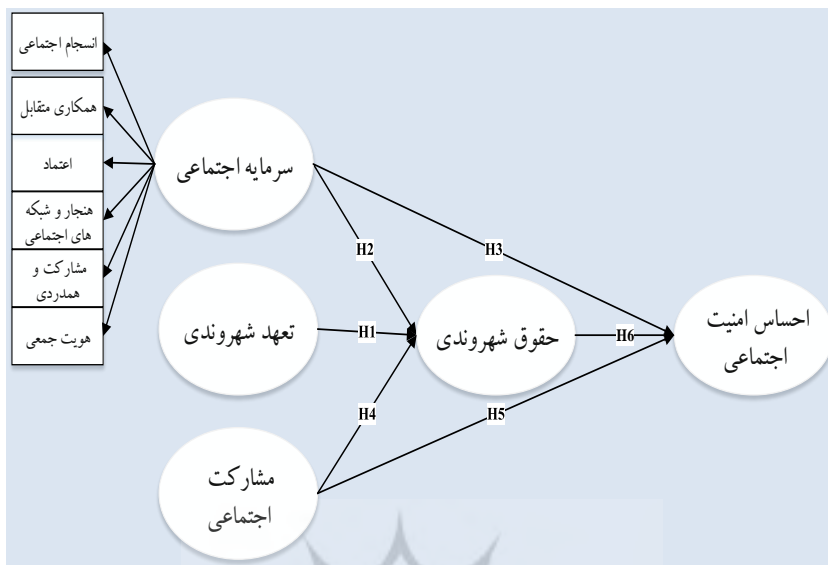 انسجام اجتماعی
همکاری متقابل
اعتماد
هنجار و شبکه
های اجتماعی
مشارکت و
همدردی
هویت جمعی
سرمایه اجتماعی
تعهد شهروندی
مشارکت
اجتماعی
H2
H1
H4
حقوق شهروندی
H3
H6
H5
احساس امنیت
اجتماعی